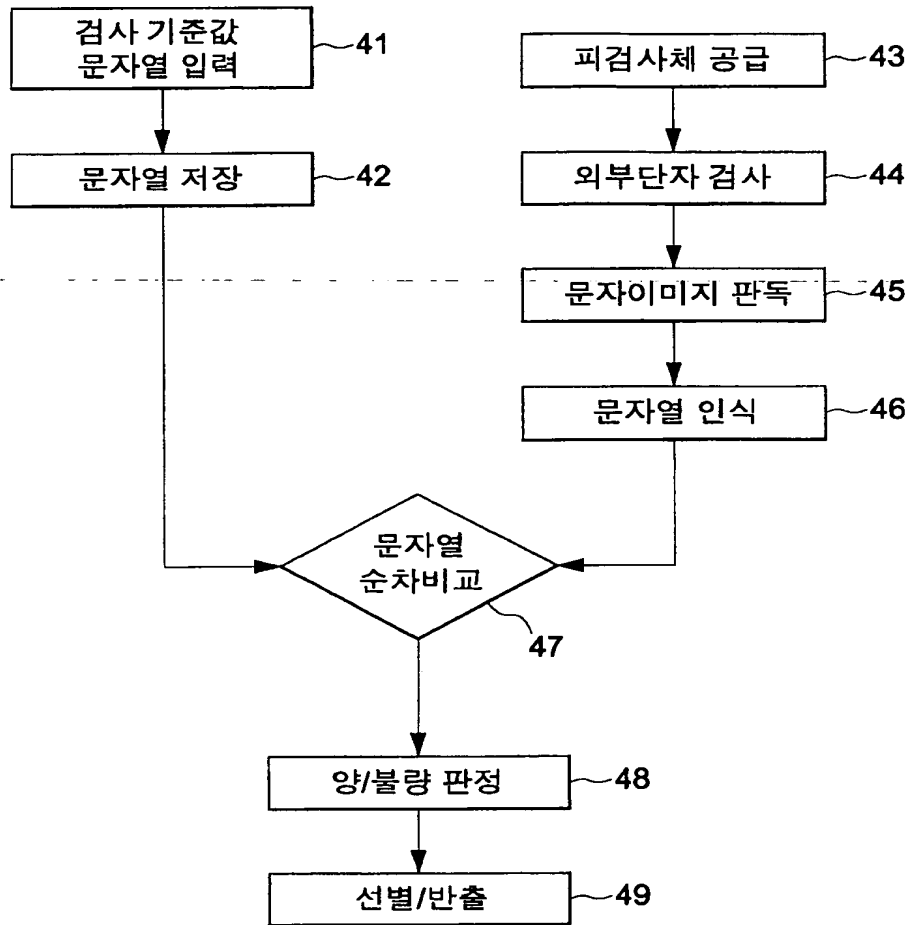 검사 기준값
문자열 입력
41
문자열 저장
42
피검사체 공급
43
외부단자 검사
44
문자이미지 판독
45
문자열 인식
46
문자열
순차비교
47
양/불량 판정
48
선별/반출
49